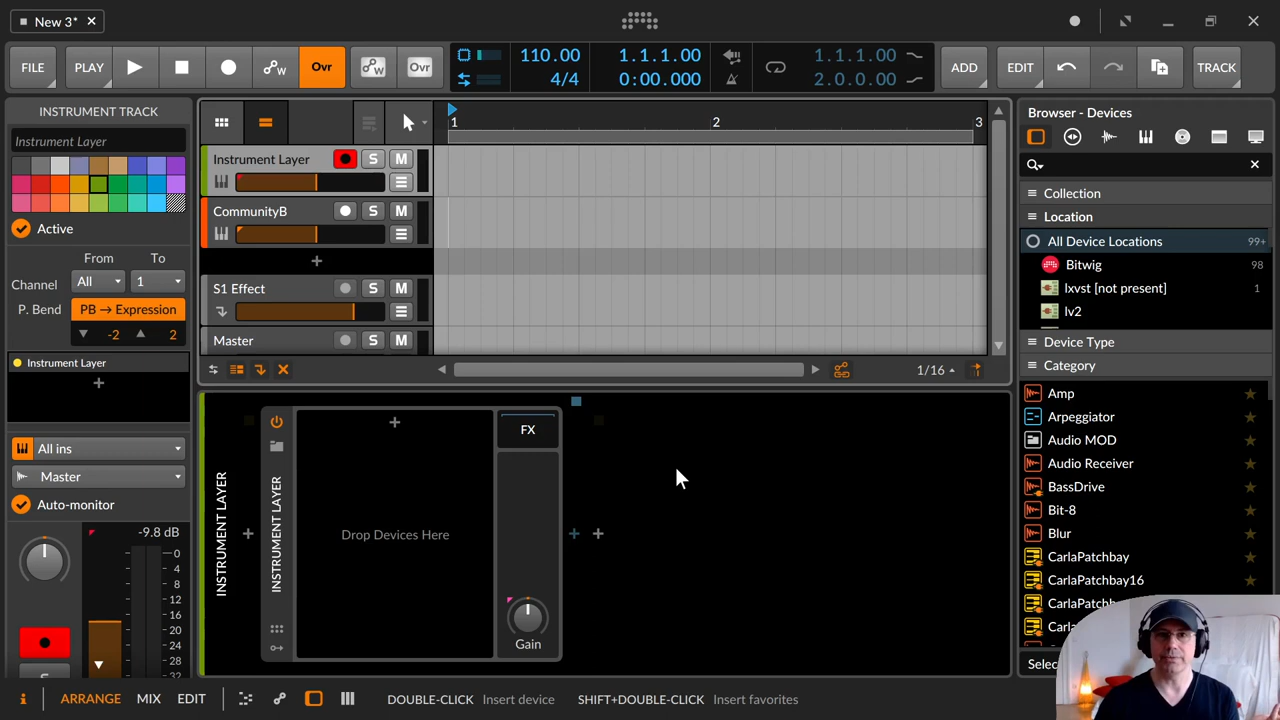 New 3*
FILE
PLAY
Ovr
Ovr
110.00
4/4
1.1.1.00
0:00.000
1.1.1.00
2.0.0.00
ADD
EDIT
TRACK
INSTRUMENT TRACK
Instrument Layer
Active
From
To
Channel
All
1
P. Bend
PB → Expression
-2
2
Instrument Layer
All ins
Master
Auto-monitor
-9.8 dB
0
4
8
12
16
20
24
28
32
1
2
3
Instrument Layer
S
M
CommunityB
S
M
S1 Effect
S
M
Master
S
M
1/16
INSTRUMENT LAYER
INSTRUMENT LAYER
Drop Devices Here
FX
Gain
Browser - Devices
Collection
Location
All Device Locations
99+
Bitwig
98
lxvst [not present]
1
lv2
Device Type
Category
Amp
Arpeggiator
Audio MOD
Audio Receiver
BassDrive
Bit-8
Blur
CarlaPatchbay
CarlaPatchbay16
ARRANGE
MIX
EDIT
DOUBLE-CLICK
Insert device
SHIFT+DOUBLE-CLICK
Insert favorites